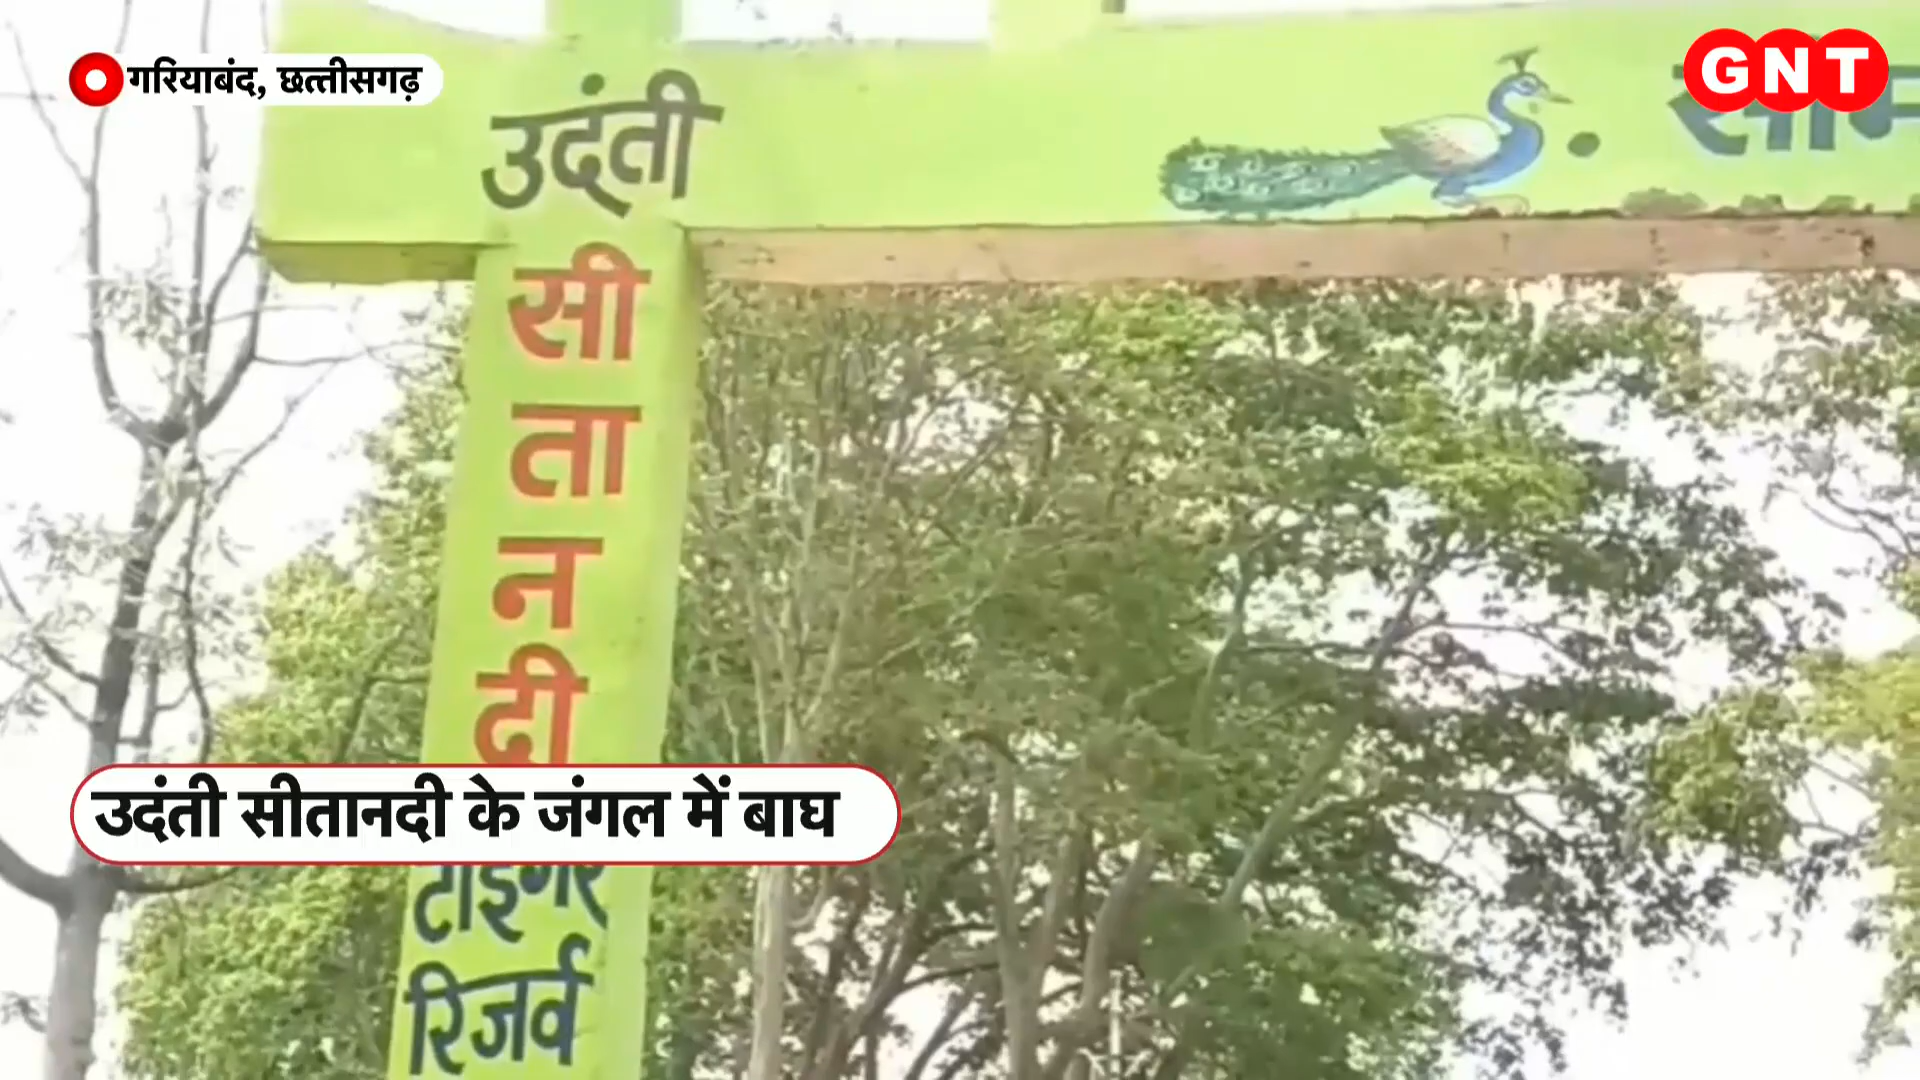 गरियाबंद, छत्तीसगढ़
GNT
उदंती
सी
ता
न
दी
उदंती सीतानदी के जंगल में बाघ
टाइगर
रिजर्व